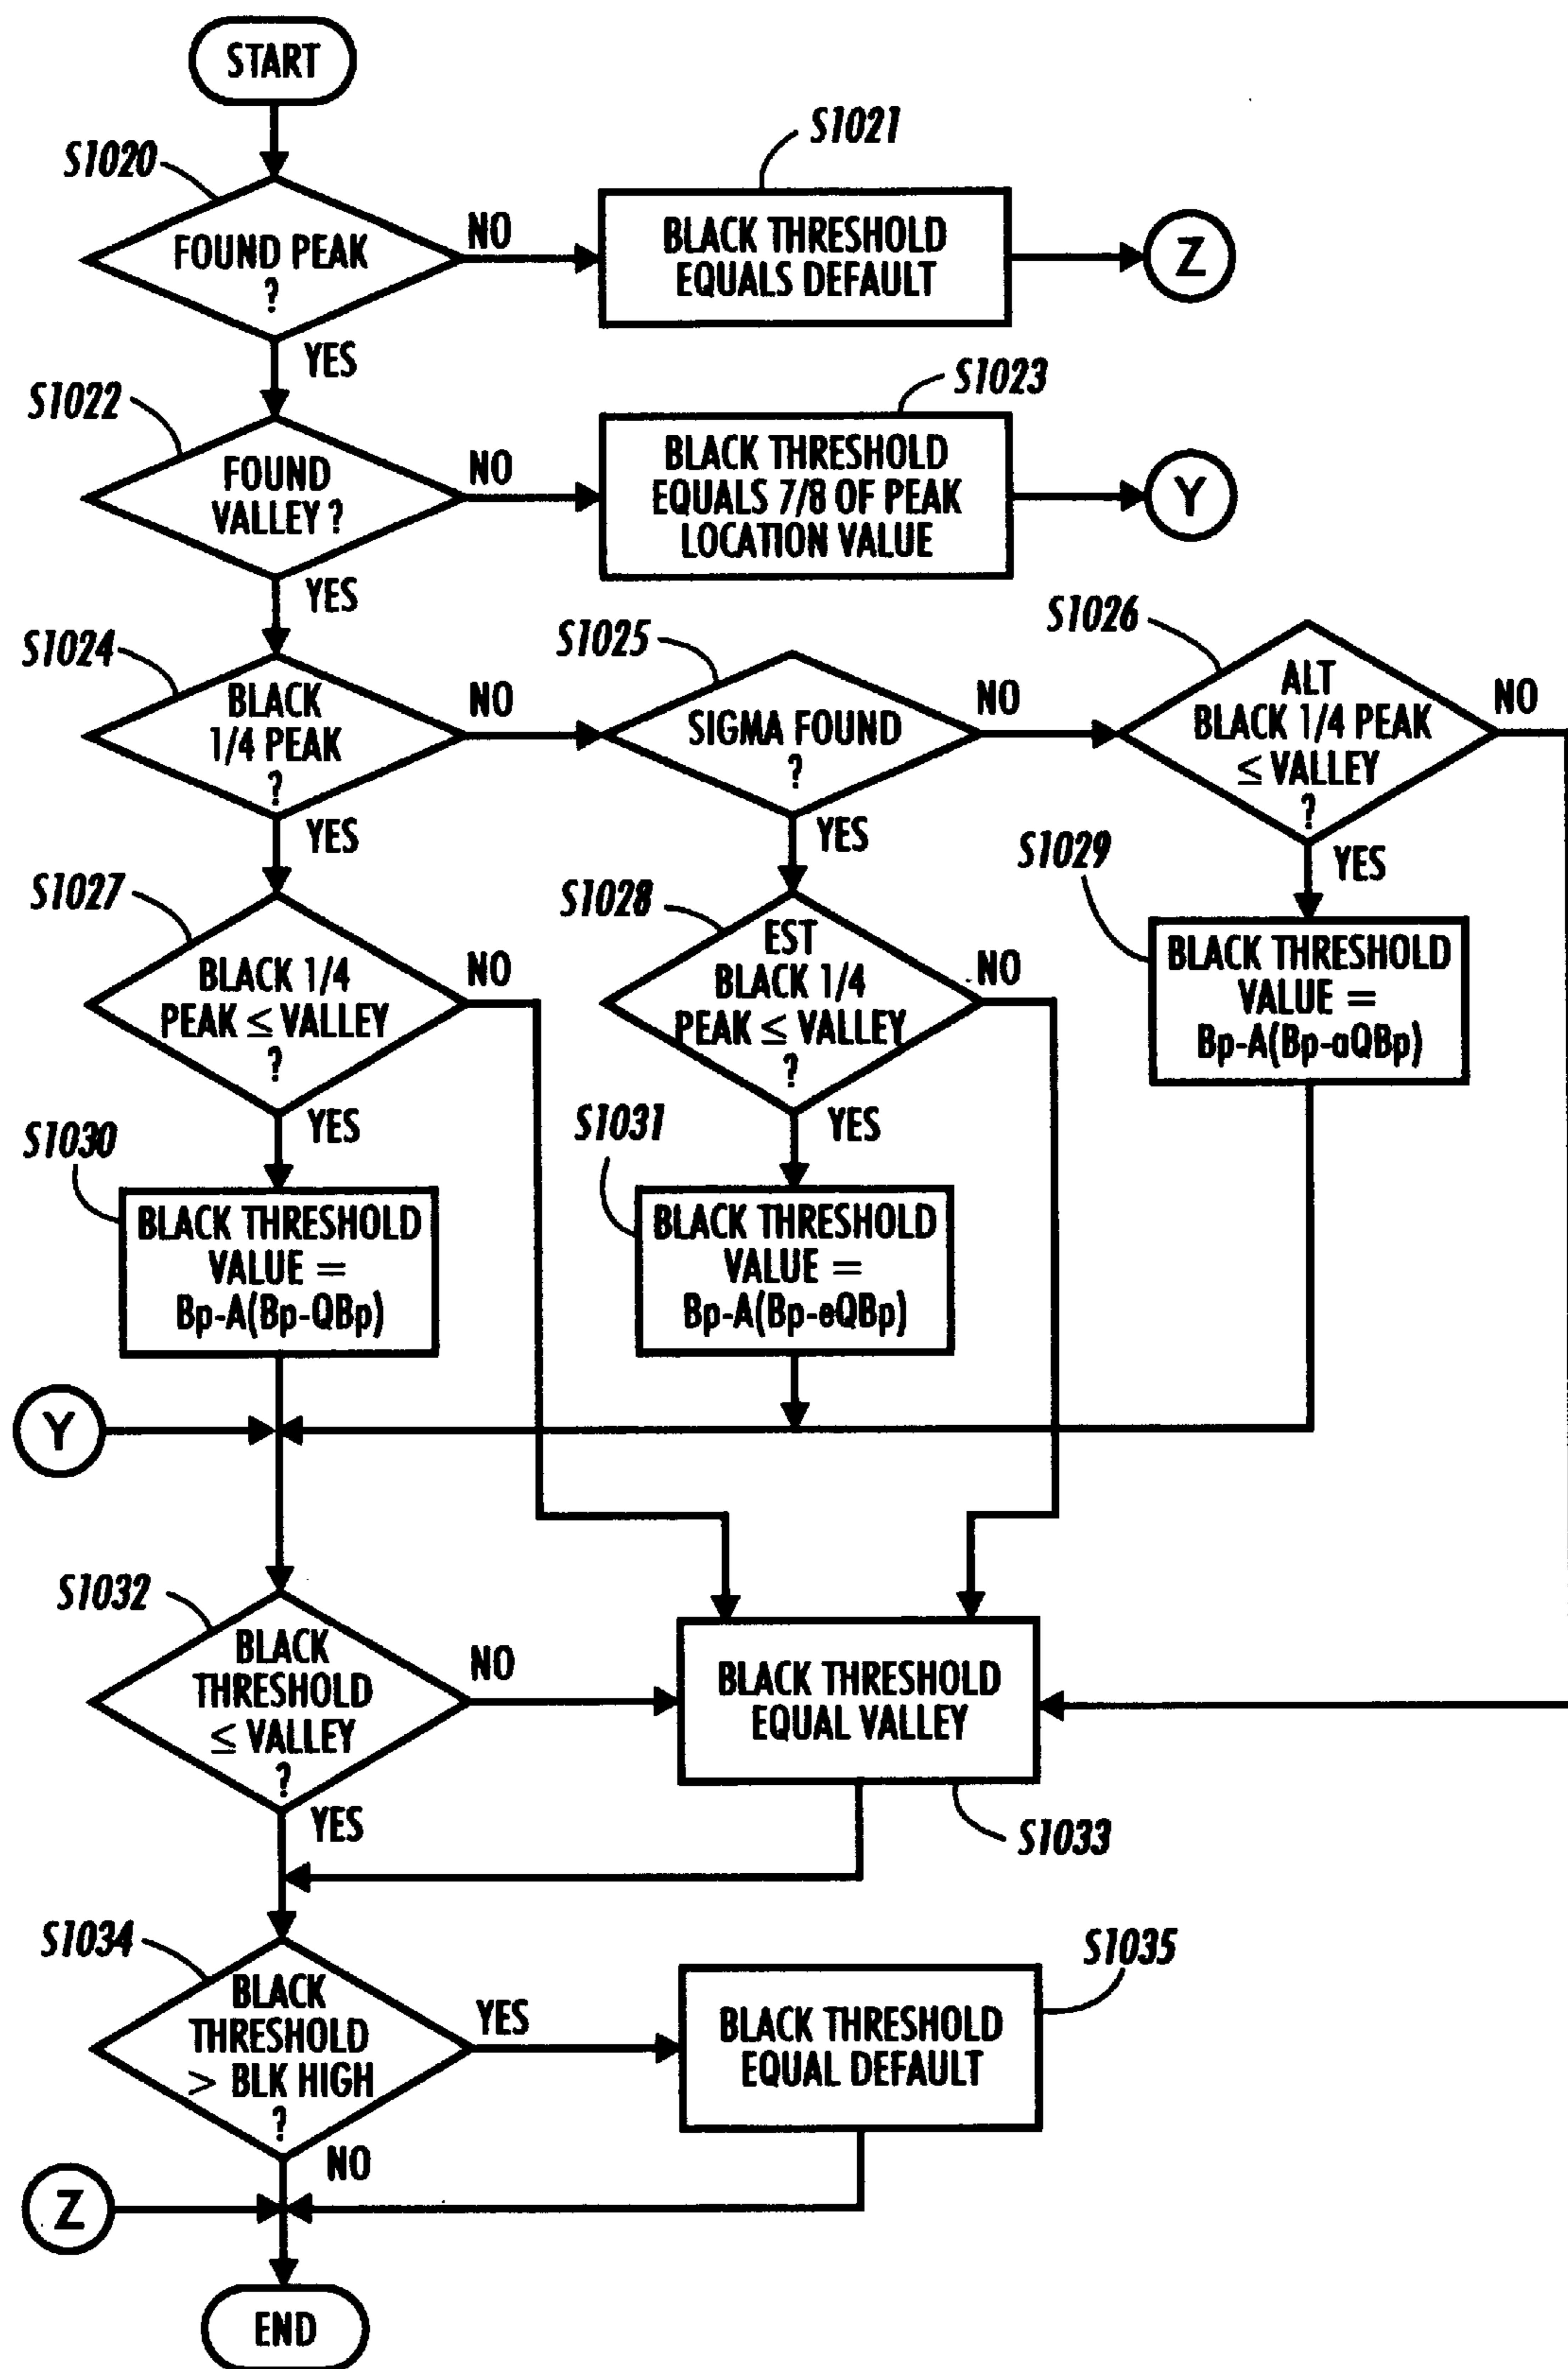 START
S1020
FOUND PEAK
?
NO
YES
S1021
BLACK THRESHOLD
EQUALS DEFAULT
Z
S1022
FOUND
VALLEY ?
NO
YES
S1023
BLACK THRESHOLD
EQUALS 7/8 OF PEAK
LOCATION VALUE
Y
S1024
BLACK
1/4 PEAK
?
NO
YES
S1025
SIGMA FOUND
?
NO
YES
S1026
ALT
BLACK 1/4 PEAK
≤ VALLEY
?
NO
YES
S1027
BLACK 1/4
PEAK ≤ VALLEY
?
NO
YES
S1028
EST
BLACK 1/4
PEAK ≤ VALLEY
?
NO
YES
S1029
BLACK THRESHOLD
VALUE =
Bp-A(Bp-aQBp)
S1030
BLACK THRESHOLD
VALUE =
Bp-A(Bp-QBp)
S1031
BLACK THRESHOLD
VALUE =
Bp-A(Bp-eQBp)
Y
S1032
BLACK
THRESHOLD
≤ VALLEY
?
NO
YES
BLACK THRESHOLD
EQUAL VALLEY
S1033
S1034
BLACK
THRESHOLD
> BLK HIGH
?
YES
NO
S1035
BLACK THRESHOLD
EQUAL DEFAULT
Z
END